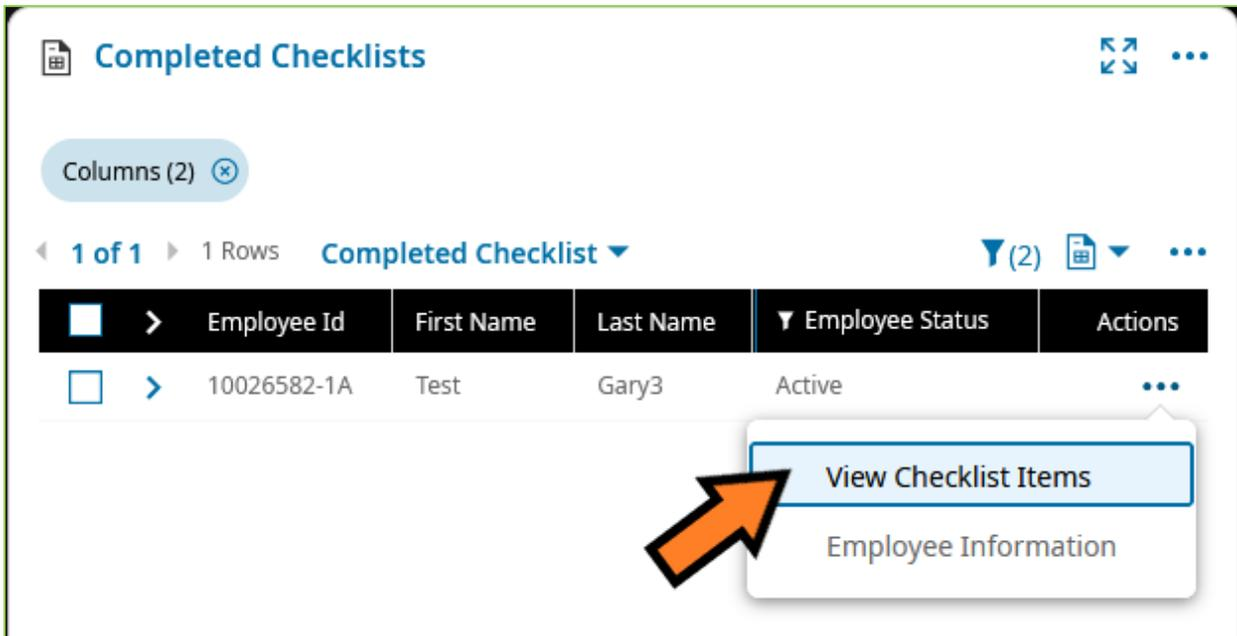 Completed Checklists
Columns (2)
1 of 1 1 Rows Completed Checklist (2)
Employee Id First Name Last Name Employee Status Actions
10026582-1A Test Gary3 Active
View Checklist Items
Employee Information